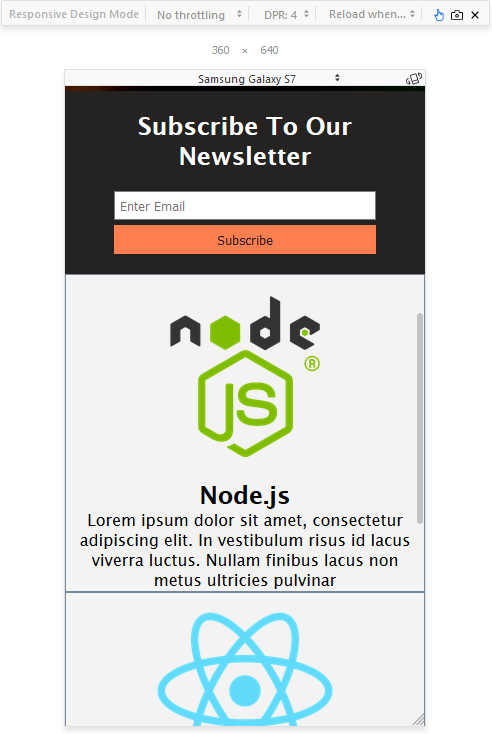 Responsive Design Mode No throttling DPR: 4 Reload when...
360 × 640
Samsung Galaxy S7
Subscribe To Our
Newsletter
Enter Email
Subscribe
node
®
JS
Node.js
Lorem ipsum dolor sit amet, consectetur
adipiscing elit. In vestibulum risus id lacus
viverra luctus. Nullam finibus lacus non
metus ultricies pulvinar